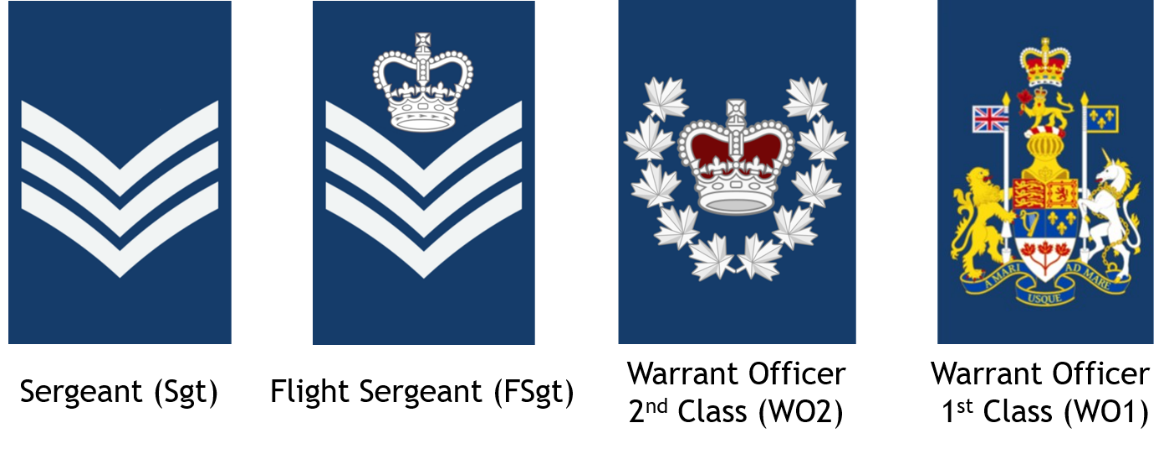 A MARI USQUE AD MARE
Sergeant (Sgt)
Flight Sergeant (FSgt)
Warrant Officer
2nd Class (WO2)
Warrant Officer
1st Class (WO1)